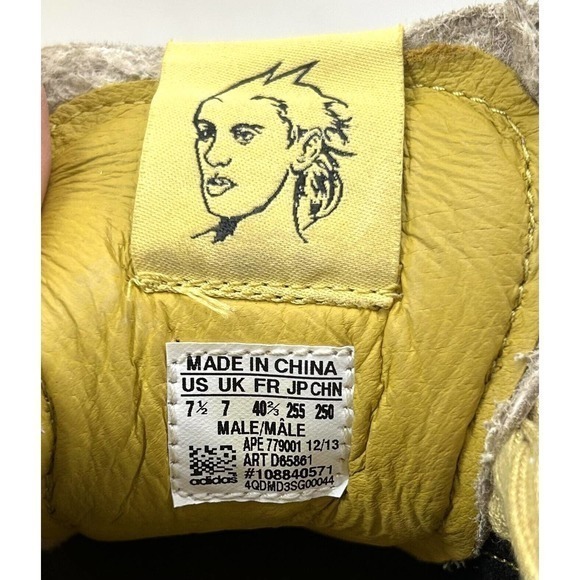 MADE IN CHINA
US UK FR JP CHN
7½ 7 40⅔ 255 250
MALE/MÂLE
APE 779001 12/13
ART D65861
#108840571
adidas 4QDMD3SG00044